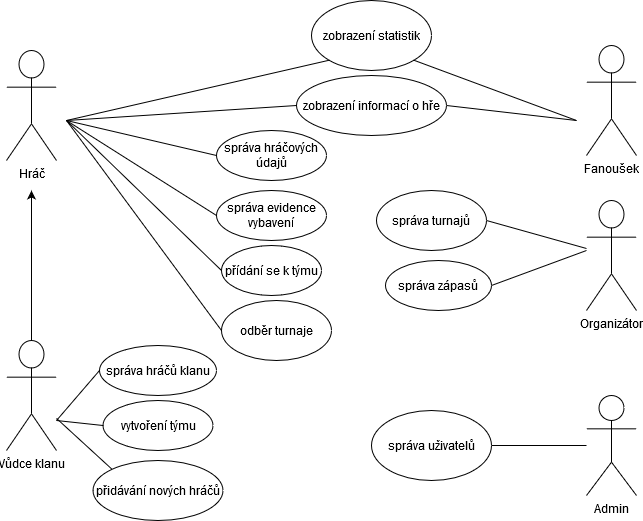 zobrazení statistik
zobrazení informací o hře
Hráč
Fanoušek
správa hráčových
údajů
správa evidence
vybavení
přídání se k týmu
odběr turnaje
správa turnajů
správa zápasů
Organizátor
správa hráčů klanu
vytvoření týmu
přidávání nových hráčů
Vůdce klanu
správa uživatelů
Admin